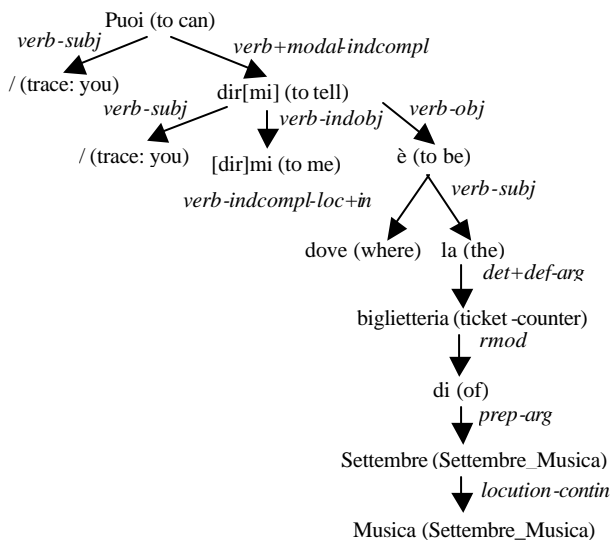 Puoi (to can)
verb-subj verb+modal-indcompl
/ (trace: you) dir[mi] (to tell)
verb-subj verb-indobj verb-obj
/ (trace: you) [dir]mi (to me) è (to be)
verb-indcompl-loc+in verb-subj
dove (where) la (the)
det+def-arg
biglietteria (ticket-counter)
rmod
di (of)
prep-arg
Settembre (Settembre_Musica)
locution-contin
Musica (Settembre_Musica)